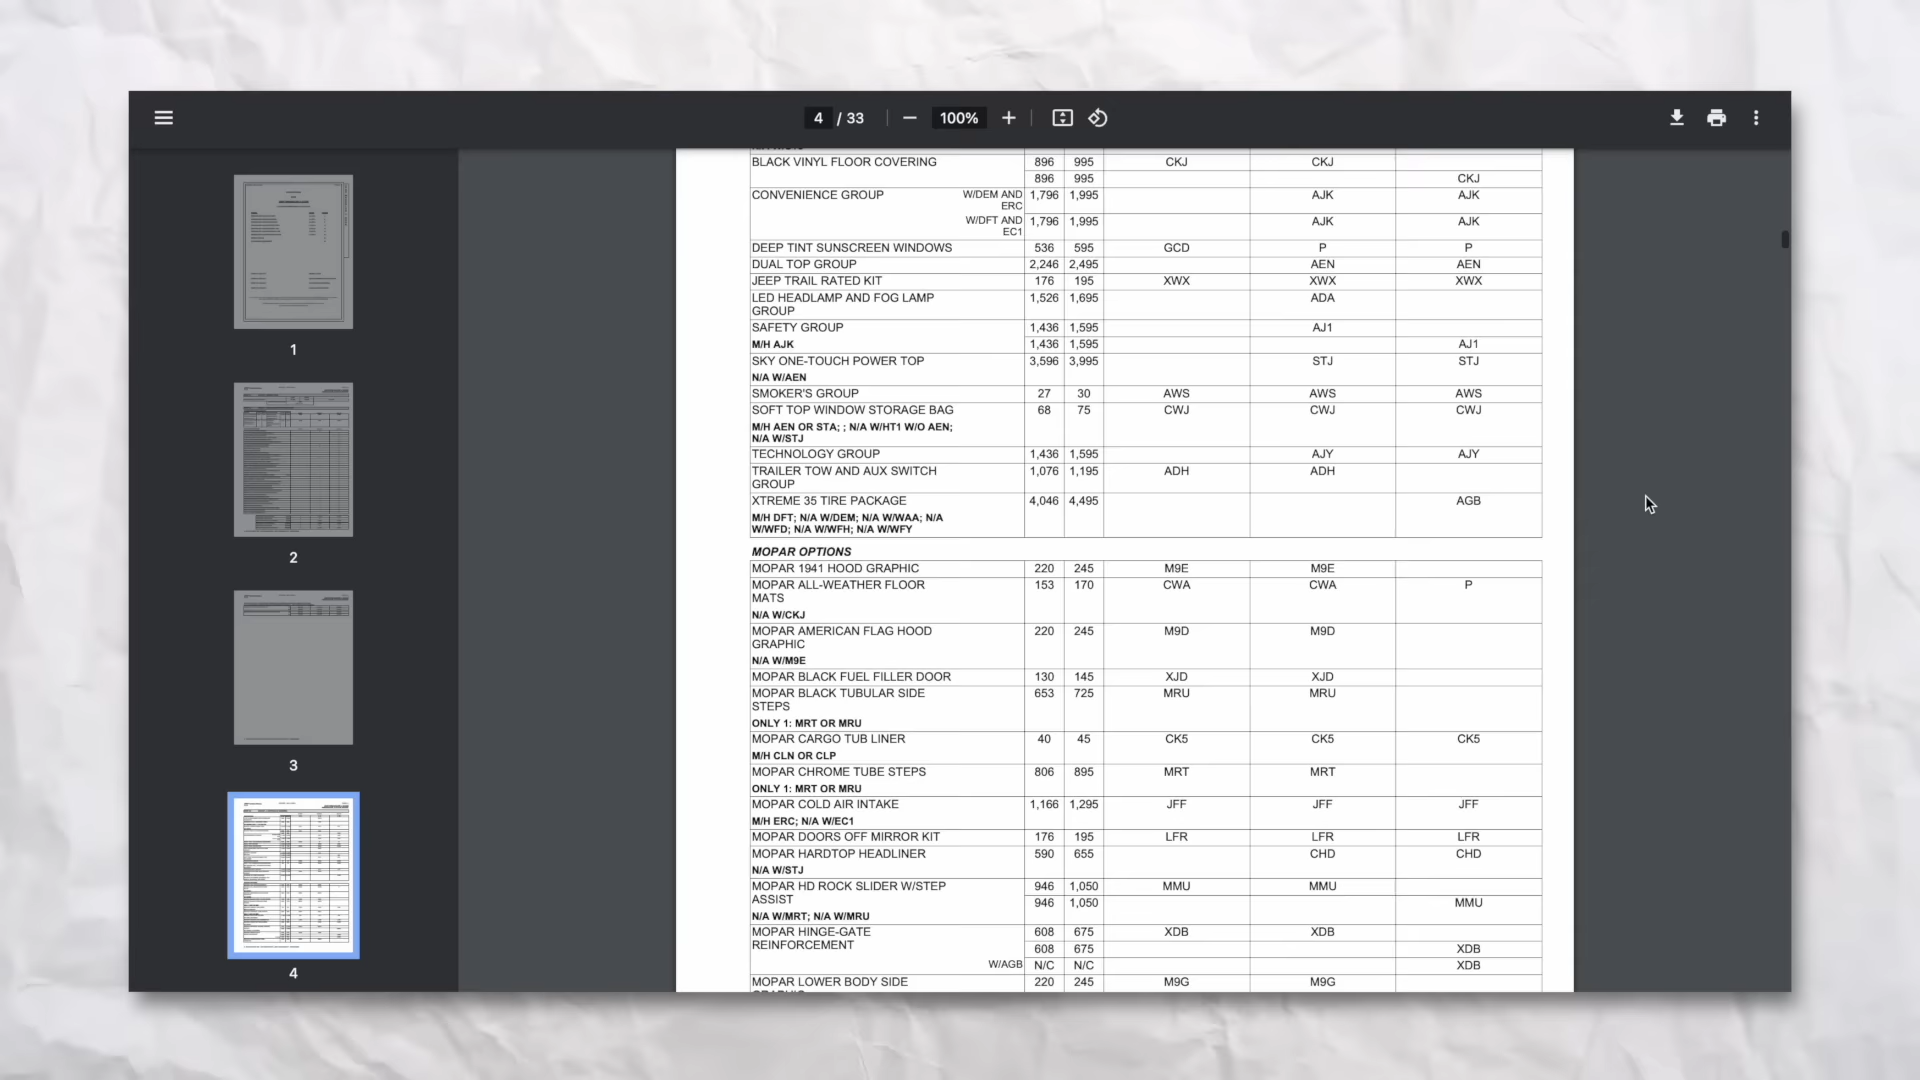 4 / 33 100%
1
2
3
4
BLACK VINYL FLOOR COVERING 896 995 CKJ CKJ
896 995 CKJ
CONVENIENCE GROUP W/DEM AND ERC 1,796 1,995 AJK AJK
W/DFT AND EC1 1,796 1,995 AJK AJK
DEEP TINT SUNSCREEN WINDOWS 536 595 GCD P P
DUAL TOP GROUP 2,246 2,495 AEN AEN
JEEP TRAIL RATED KIT 176 195 XWX XWX XWX
LED HEADLAMP AND FOG LAMP 1,526 1,695 ADA
GROUP
SAFETY GROUP 1,436 1,595 AJ1
M/H AJK 1,436 1,595 AJ1
SKY ONE-TOUCH POWER TOP 3,596 3,995 STJ STJ
N/A W/AEN
SMOKER'S GROUP 27 30 AWS AWS AWS
SOFT TOP WINDOW STORAGE BAG 68 75 CWJ CWJ CWJ
M/H AEN OR STA; ; N/A W/HT1 W/O AEN;
N/A W/STJ
TECHNOLOGY GROUP 1,436 1,595 AJY AJY
TRAILER TOW AND AUX SWITCH 1,076 1,195 ADH ADH
GROUP
XTREME 35 TIRE PACKAGE 4,046 4,495 AGB
M/H DFT; N/A W/DEM; N/A W/WAA; N/A
W/WFD; N/A W/WFH; N/A W/WFY
MOPAR OPTIONS
MOPAR 1941 HOOD GRAPHIC 220 245 M9E M9E
MOPAR ALL-WEATHER FLOOR 153 170 CWA CWA P
MATS
N/A W/CKJ
MOPAR AMERICAN FLAG HOOD 220 245 M9D M9D
GRAPHIC
N/A W/M9E
MOPAR BLACK FUEL FILLER DOOR 130 145 XJD XJD
MOPAR BLACK TUBULAR SIDE 653 725 MRU MRU
STEPS
ONLY 1: MRT OR MRU
MOPAR CARGO TUB LINER 40 45 CK5 CK5 CK5
M/H CLN OR CLP
MOPAR CHROME TUBE STEPS 806 895 MRT MRT
ONLY 1: MRT OR MRU
MOPAR COLD AIR INTAKE 1,166 1,295 JFF JFF JFF
M/H ERC; N/A W/EC1
MOPAR DOORS OFF MIRROR KIT 176 195 LFR LFR LFR
MOPAR HARDTOP HEADLINER 590 655 CHD CHD
N/A W/STJ
MOPAR HD ROCK SLIDER W/STEP 946 1,050 MMU MMU
ASSIST 946 1,050 MMU
N/A W/MRT; N/A W/MRU
MOPAR HINGE-GATE 608 675 XDB XDB
REINFORCEMENT 608 675 XDB
W/AGB N/C N/C XDB
MOPAR LOWER BODY SIDE 220 245 M9G M9G